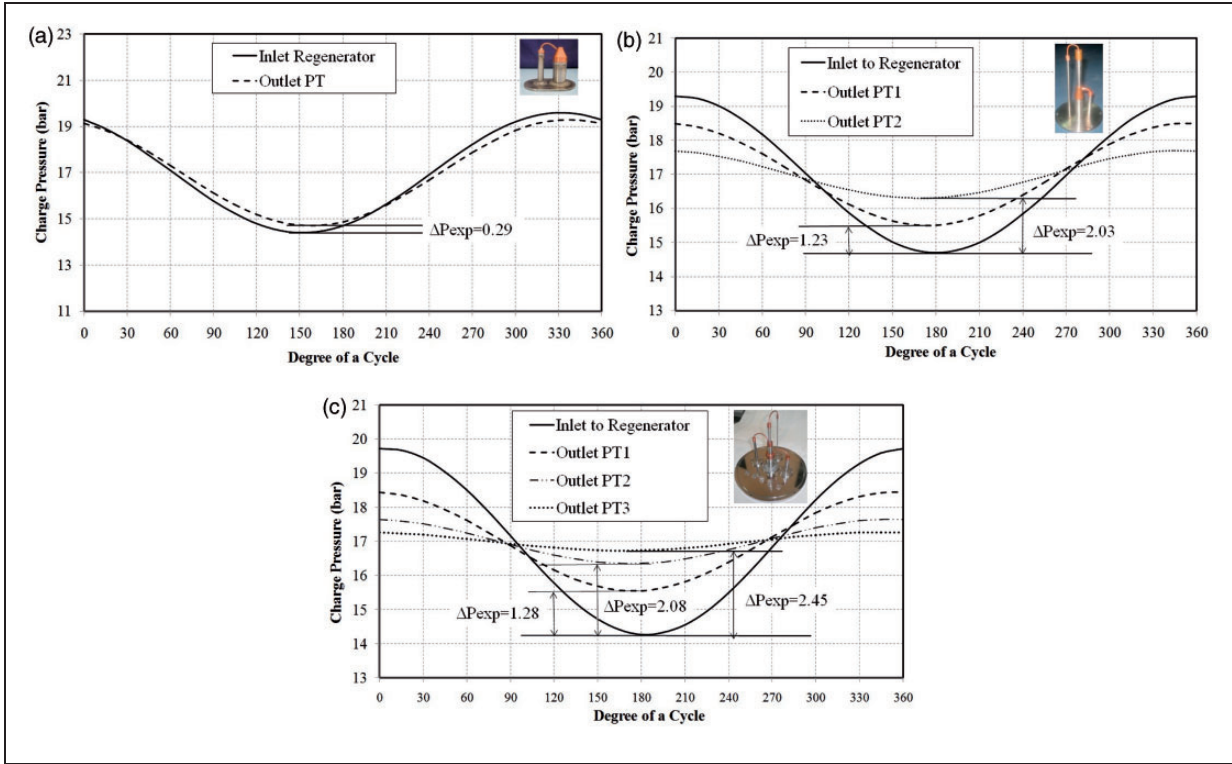 (a)
23
21
19
17
15
13
11
Charge Pressure (bar)
Inlet Regenerator
Outlet PT
ΔPexp=0.29
0 30 60 90 120 150 180 210 240 270 300 330 360
Degree of a Cycle
(b)
21
20
19
18
17
16
15
14
13
Charge Pressure (bar)
Inlet to Regenerator
Outlet PT1
Outlet PT2
ΔPexp=1.23
ΔPexp=2.03
0 30 60 90 120 150 180 210 240 270 300 330 360
Degree of a Cycle
(c)
21
20
19
18
17
16
15
14
13
Charge Pressure (bar)
Inlet to Regenerator
Outlet PT1
Outlet PT2
Outlet PT3
ΔPexp=1.28
ΔPexp=2.08
ΔPexp=2.45
0 30 60 90 120 150 180 210 240 270 300 330 360
Degree of a Cycle